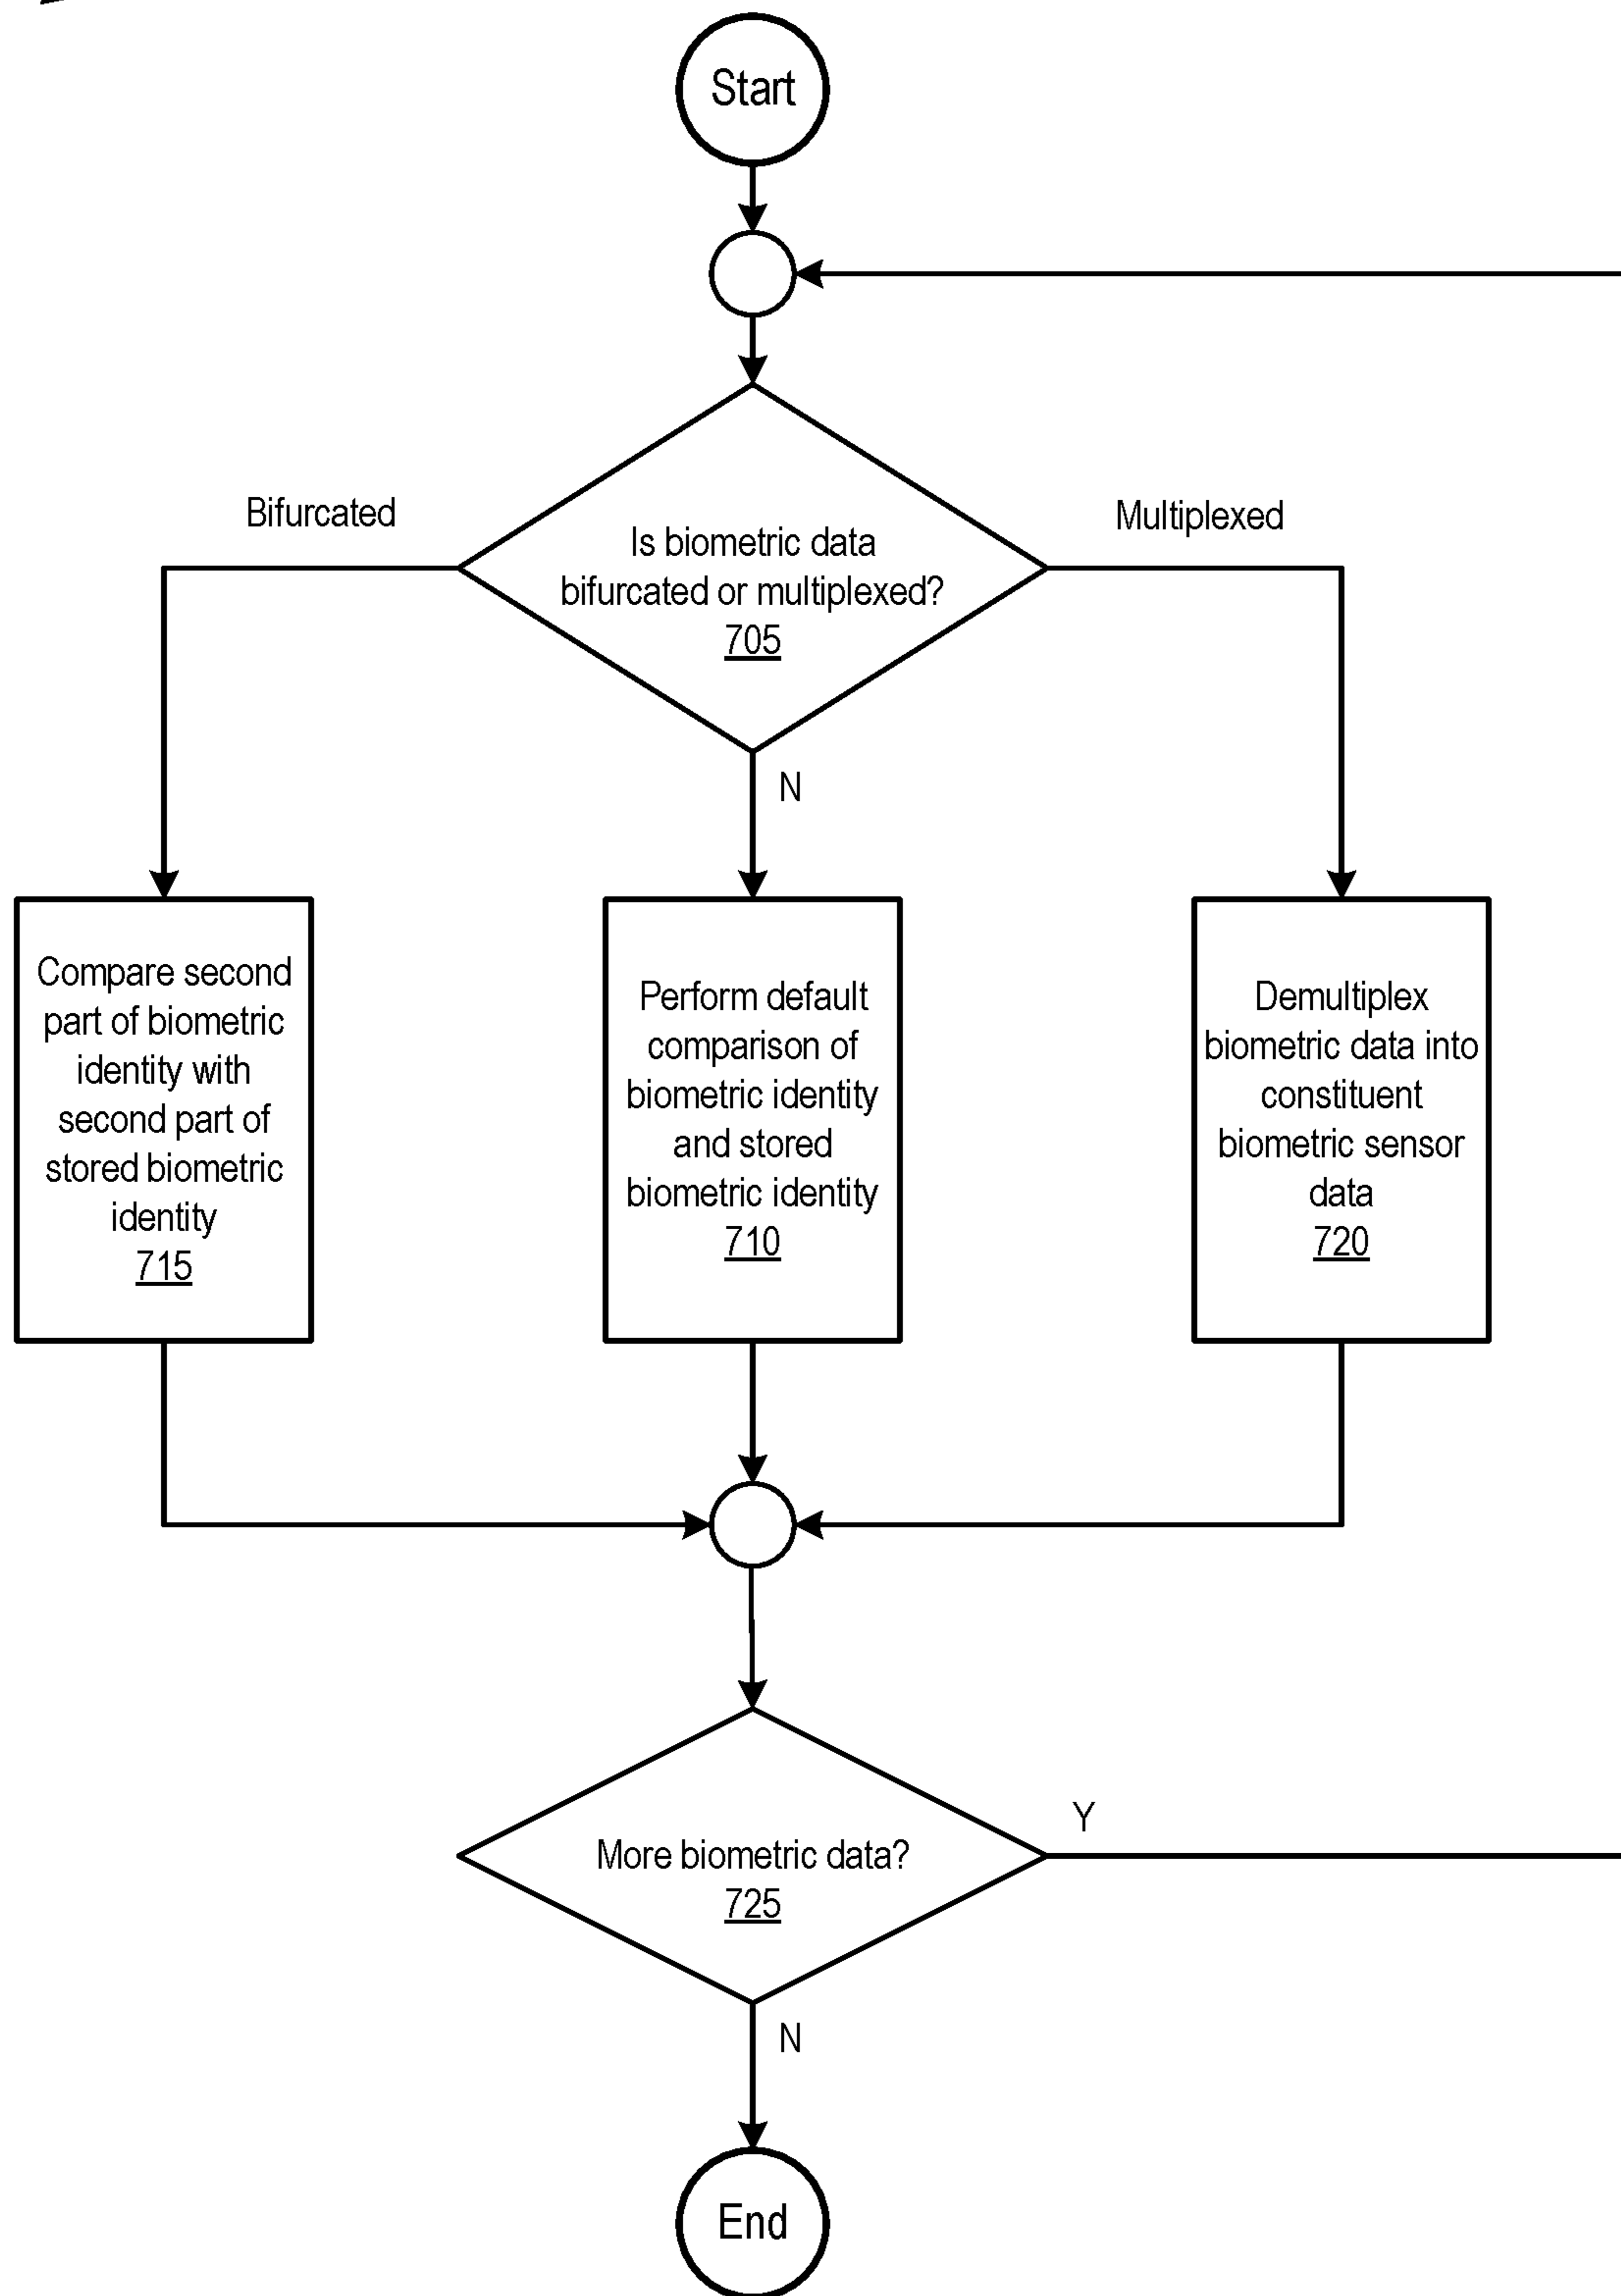 Start
Bifurcated
Multiplexed
Is biometric data
bifurcated or multiplexed?
705
N
Compare second
part of biometric
identity with
second part of
stored biometric
identity
715
Perform default
comparison of
biometric identity
and stored
biometric identity
710
Demultiplex
biometric data into
constituent
biometric sensor
data
720
Y
More biometric data?
725
N
End